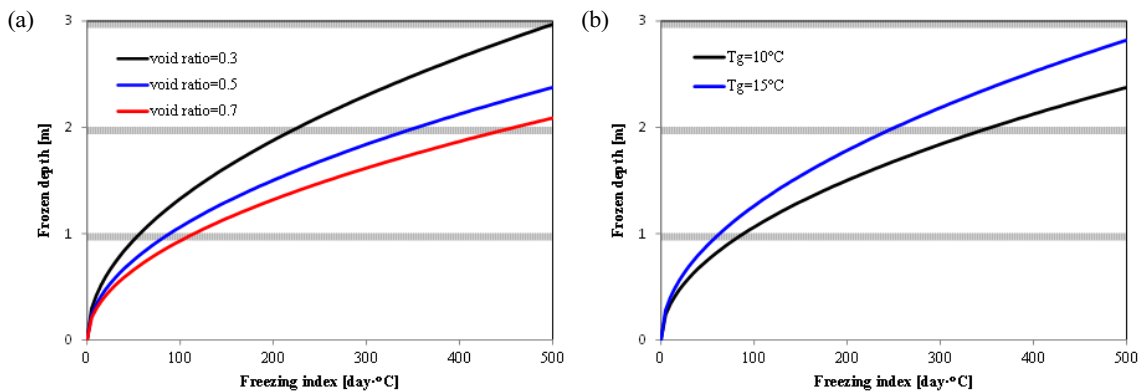 (a)
3
2
1
0
Frozen depth [m]
void ratio=0.3
void ratio=0.5
void ratio=0.7
0 100 200 300 400 500
Freezing index [day·°C]
(b)
3
2
1
0
Frozen depth [m]
Tg=10°C
Tg=15°C
0 100 200 300 400 500
Freezing index [day·°C]